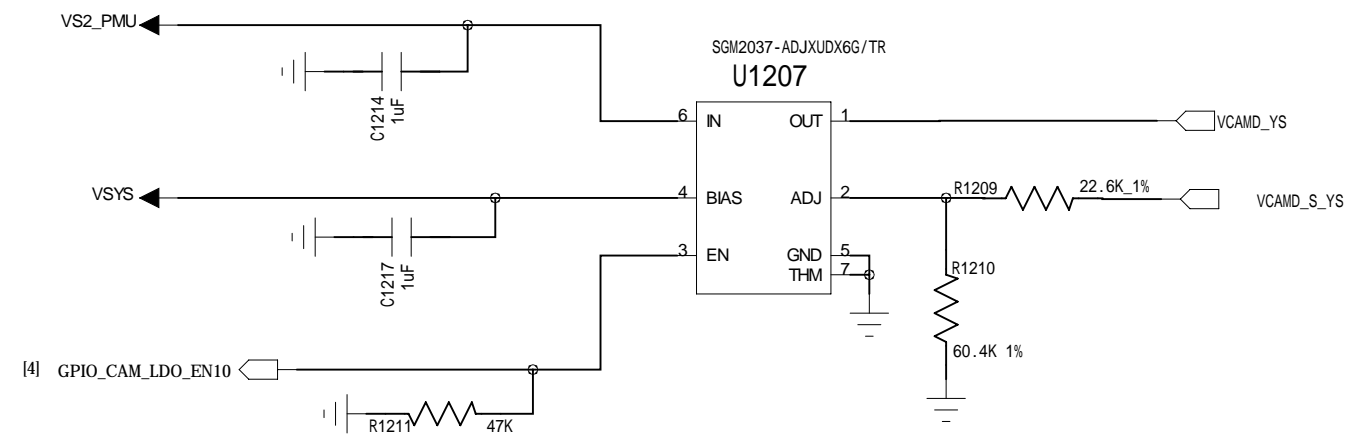 VS2_PMU
SGM2037-ADJXUDX6G/TR
U1207
C1214
1uF
6 IN
OUT 1
VCAMD_YS
VSYS
4 BIAS
ADJ 2
R1209
22.6K_1%
VCAMD_S_YS
C1217
1uF
3 EN
GND 5
THM 7
R1210
60.4K 1%
[4] GPIO_CAM_LDO_EN10
R1211
47K